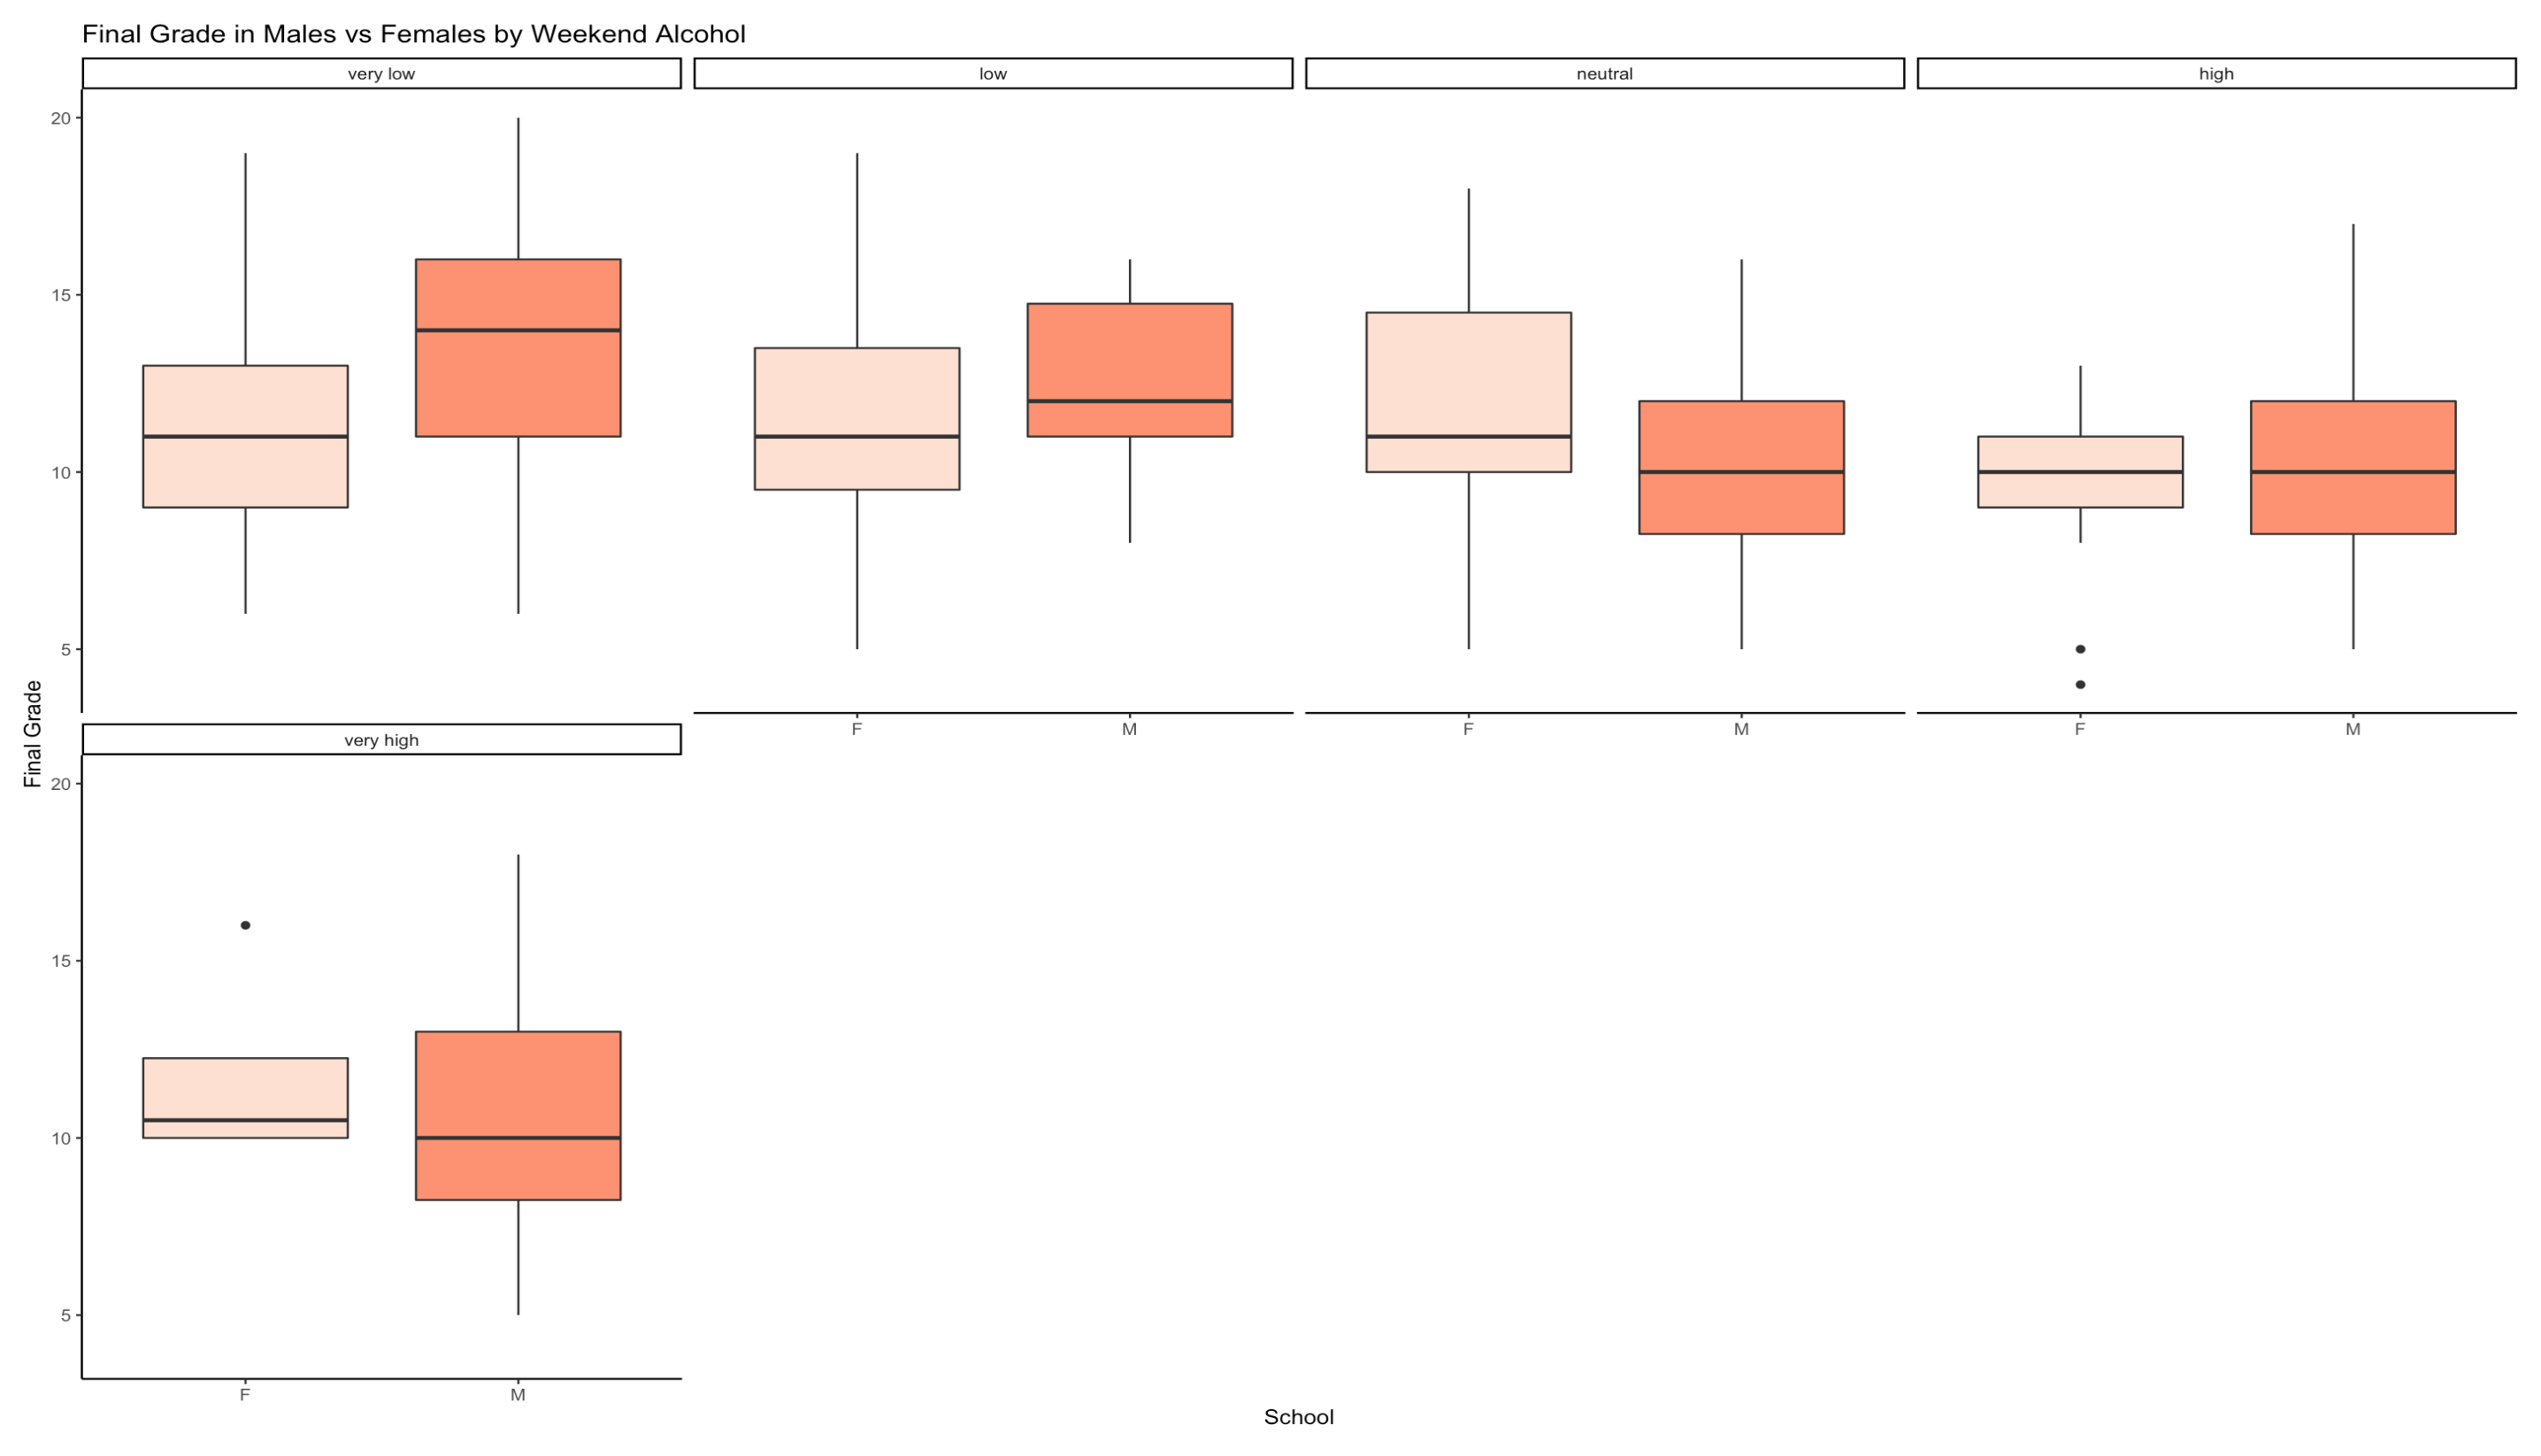 Final Grade in Males vs Females by Weekend Alcohol
very low
low
neutral
high
20
15
10
5
F
M
F
M
F
M
very high
Final Grade
20
15
10
5
F
M
School